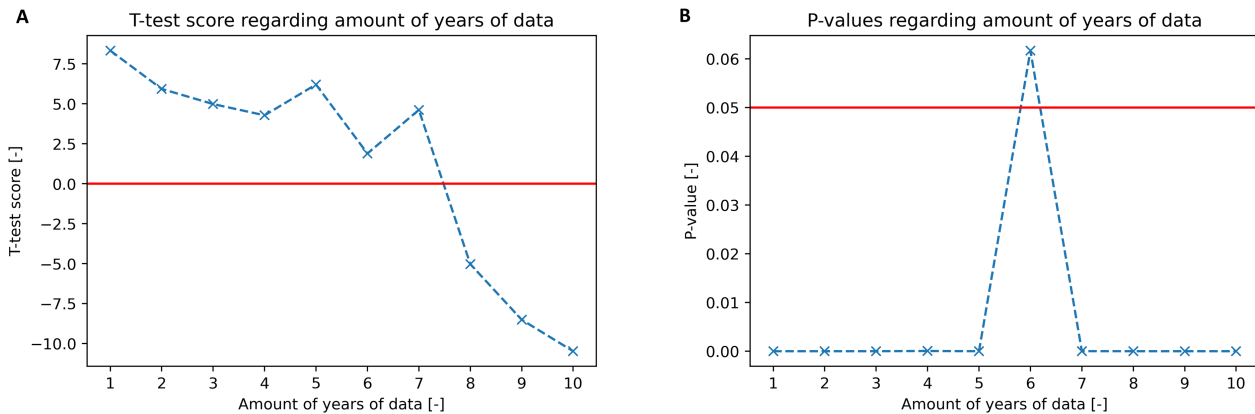 A
T-test score regarding amount of years of data
7.5
5.0
2.5
0.0
−2.5
−5.0
−7.5
−10.0
T-test score [-]
1 2 3 4 5 6 7 8 9 10
Amount of years of data [-]
B
P-values regarding amount of years of data
0.06
0.05
0.04
0.03
0.02
0.01
0.00
P-value [-]
1 2 3 4 5 6 7 8 9 10
Amount of years of data [-]